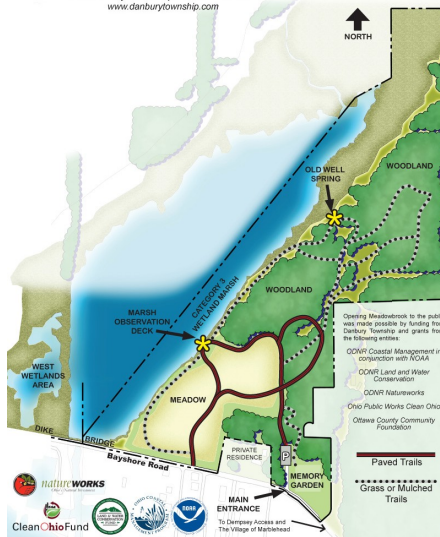 www.danburytownship.com
NORTH
WOODLAND
OLD WELL
SPRING
CATEGORY 3
WETLAND MARSH
WOODLAND
MARSH
OBSERVATION
DECK
Opening Meadowbrook to the publ
was made possible by funding from
Danbury Township and grants from
the following entities:
ODNR Coastal Management in
conjunction with NOAA
ODNR Land and Water
Conservation
ODNR Natureworks
Ohio Public Works Clean Ohio
Ottawa County Community
Foundation
WEST
WETLANDS
AREA
MEADOW
DIKE
BRIDGE
Bayshore Road
PRIVATE
RESIDENCE
P
MEMORY
GARDEN
Paved Trails
Grass or Mulched
Trails
natureWORKS
CleanOhioFund
NOAA
MAIN
ENTRANCE
To Dempsey Access and
The Village of Marblehead